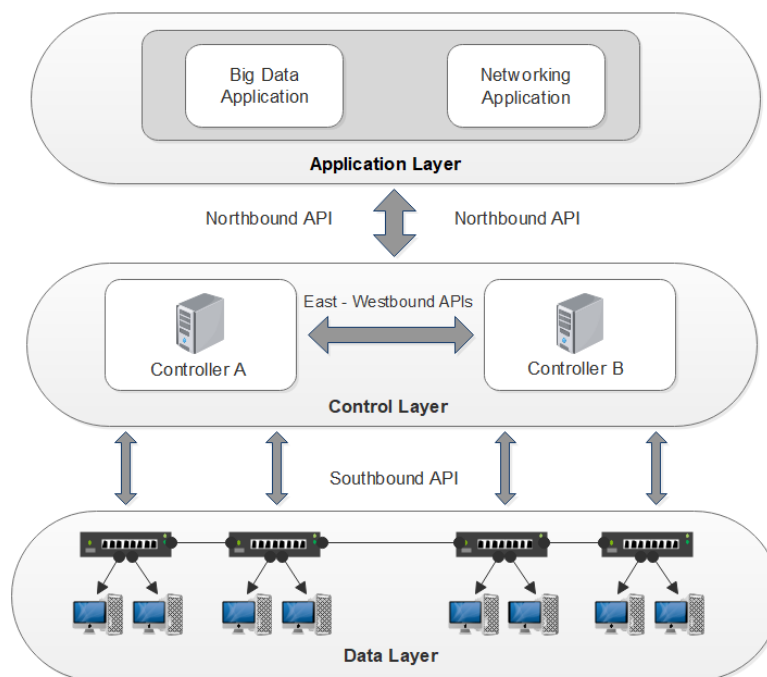 Big Data
Application
Networking
Application
Application Layer
Northbound API
Northbound API
East - Westbound APIs
Controller A
Controller B
Control Layer
Southbound API
Data Layer